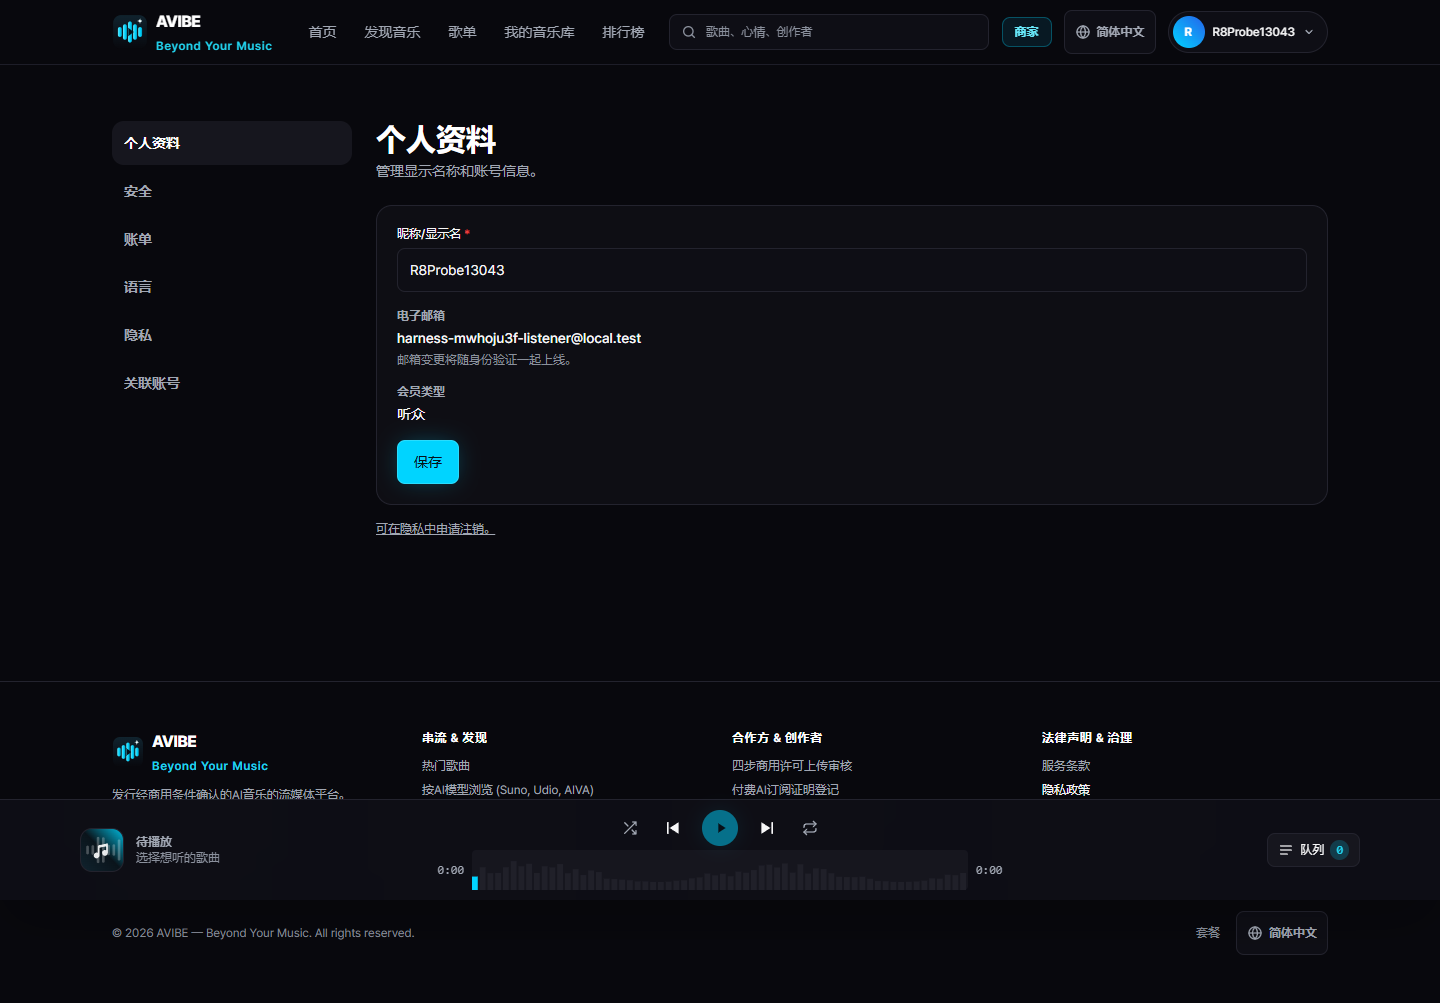 AVIBE
Beyond Your Music
首页
发现音乐
歌单
我的音乐库
排行榜
歌曲、心情、创作者
商家
简体中文
R
R8Probe13043
个人资料
安全
账单
语言
隐私
关联账号
个人资料
管理显示名称和账号信息。
昵称/显示名 *
R8Probe13043
电子邮箱
harness-mwhoju3f-listener@local.test
邮箱变更将随身份验证一起上线。
会员类型
听众
保存
可在隐私中申请注销。
AVIBE
Beyond Your Music
发行经商用条件确认的AI音乐的流媒体平台。
串流 & 发现
热门歌曲
按AI模型浏览 (Suno, Udio, AIVA)
合作方 & 创作者
四步商用许可上传审核
付费AI订阅证明登记
法律声明 & 治理
服务条款
隐私政策
待播放
选择想听的歌曲
0:00
0:00
队列 0
© 2026 AVIBE — Beyond Your Music. All rights reserved.
套餐
简体中文